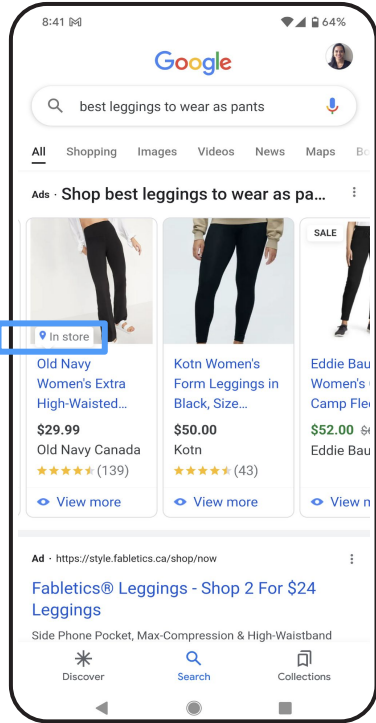 8:41 64%
Google
best leggings to wear as pants
All Shopping Images Videos News Maps
Ads · Shop best leggings to wear as pa...
SALE
In store
Old Navy
Women's Extra
High-Waisted...
$29.99
Old Navy Canada
(139)
View more
Kotn Women's
Form Leggings in
Black, Size...
$50.00
Kotn
(43)
View more
Eddie Bau
Women's
Camp Flee
$52.00
Eddie Bau
View
Ad · https://style.fabletics.ca/shop/now
Fabletics® Leggings - Shop 2 For $24
Leggings
Side Phone Pocket, Max-Compression & High-Waistband
Discover Search Collections